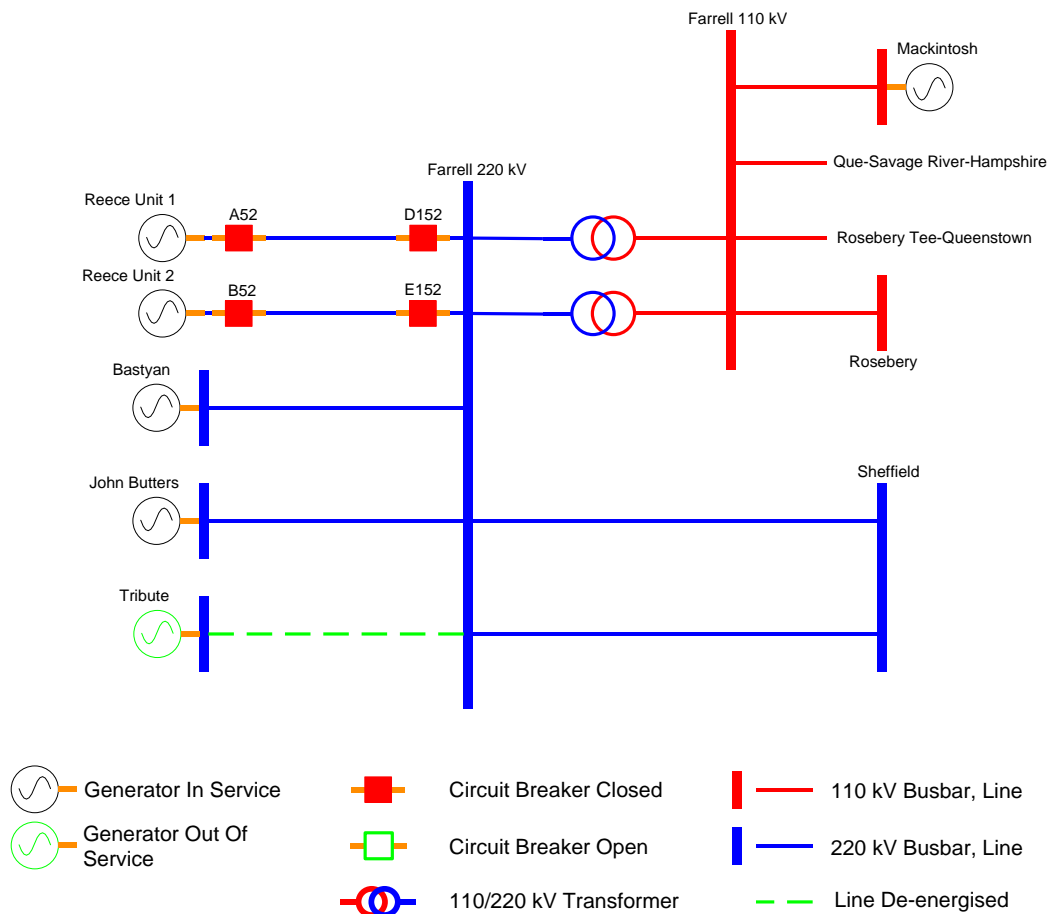 Farrell 110 kV
Mackintosh
Que-Savage River-Hampshire
Farrell 220 kV
Reece Unit 1
A52
D152
Rosebery Tee-Queenstown
Reece Unit 2
B52
E152
Rosebery
Bastyan
John Butters
Sheffield
Tribute
Generator In Service
Circuit Breaker Closed
110 kV Busbar, Line
Generator Out Of
Service
Circuit Breaker Open
220 kV Busbar, Line
110/220 kV Transformer
Line De-energised